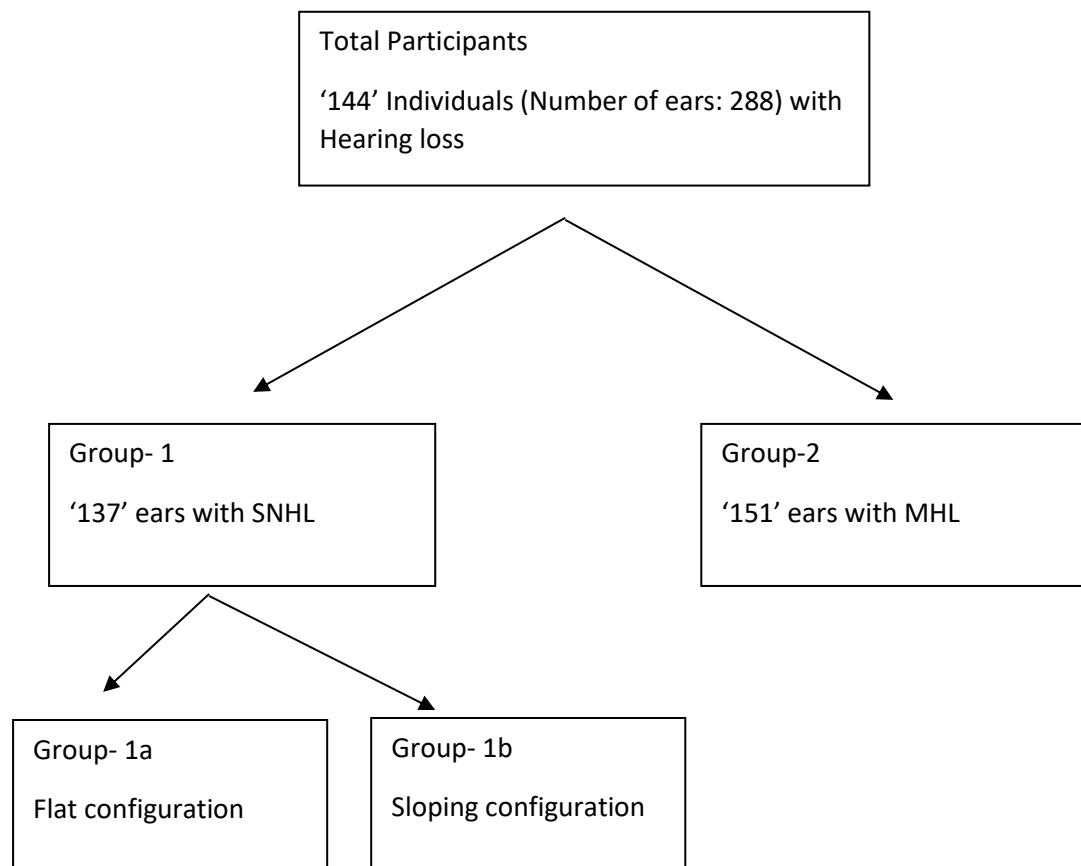 Total Participants
‘144’ Individuals (Number of ears: 288) with
Hearing loss
Group- 1
‘137’ ears with SNHL
Group-2
‘151’ ears with MHL
Group- 1a
Flat configuration
Group- 1b
Sloping configuration